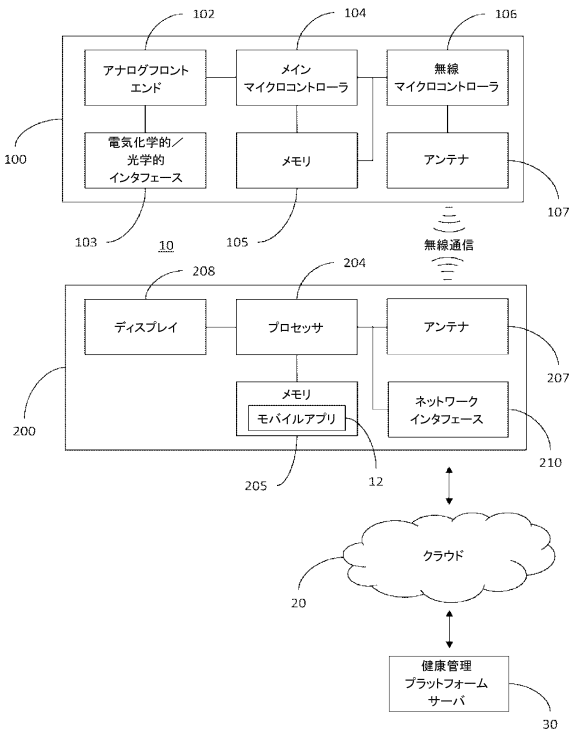 102
104
106
アナログフロント
エンド
メイン
マイクロコントローラ
無線
マイクロコントローラ
100
電気化学的/
光学的
インタフェース
メモリ
アンテナ
103
105
107
10
無線通信
208
204
ディスプレイ
プロセッサ
アンテナ
207
200
メモリ
モバイルアプリ
ネットワーク
インタフェース
205
12
210
クラウド
20
健康管理
プラットフォーム
サーバ
30